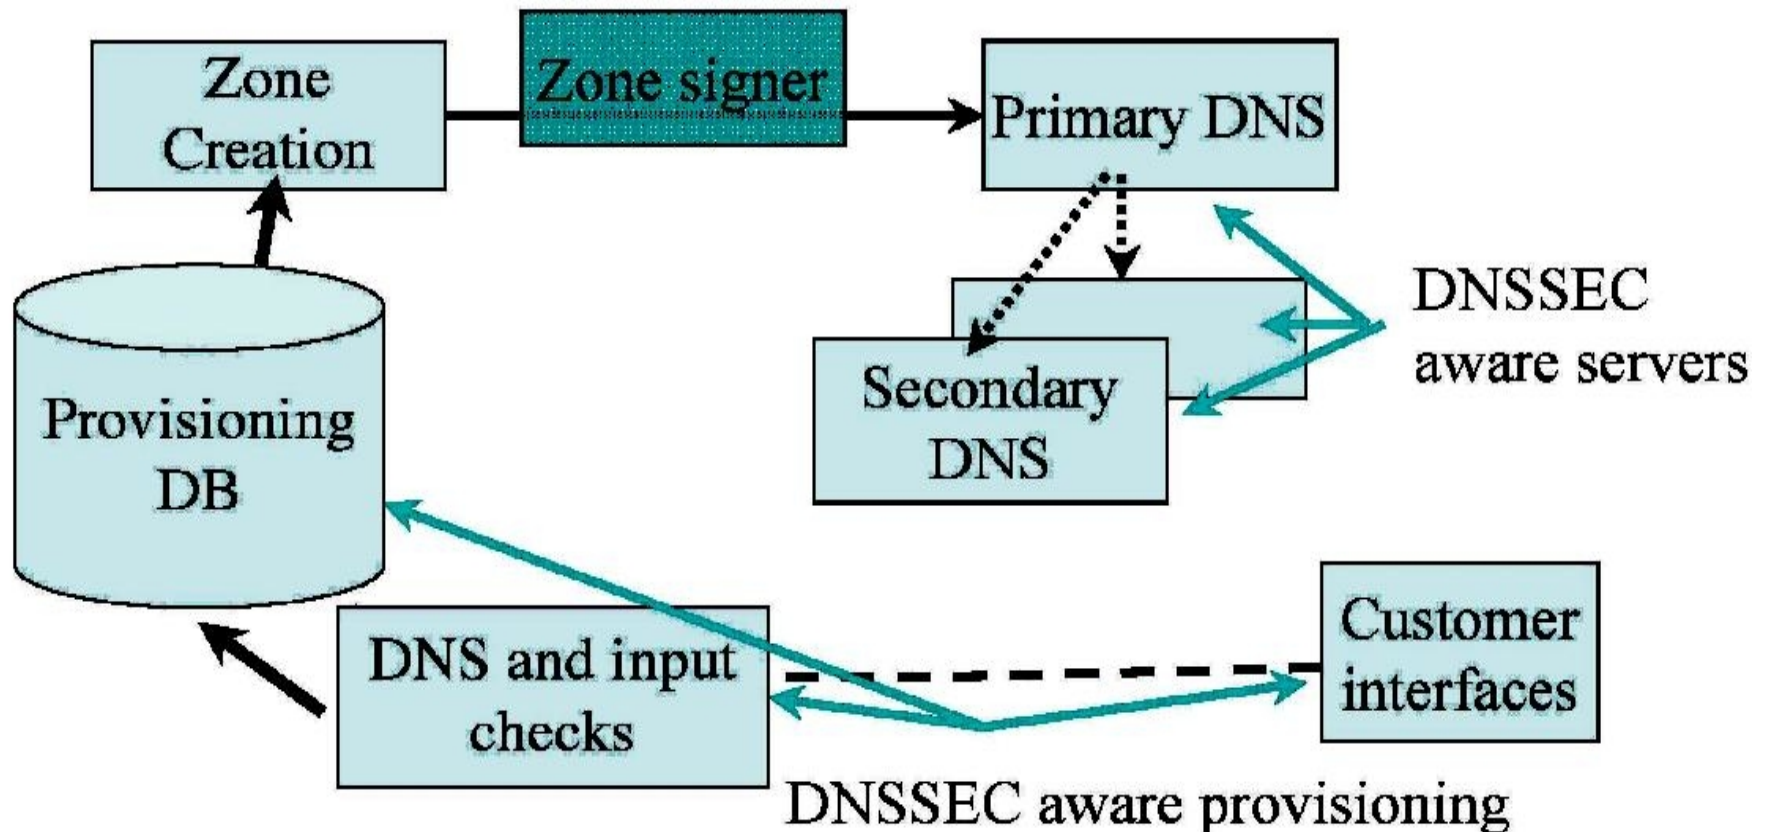 Zone
Creation
Zone signer
Primary DNS
DNSSEC
aware servers
Secondary
DNS
Provisioning
DB
DNS and input
checks
Customer
interfaces
DNSSEC aware provisioning